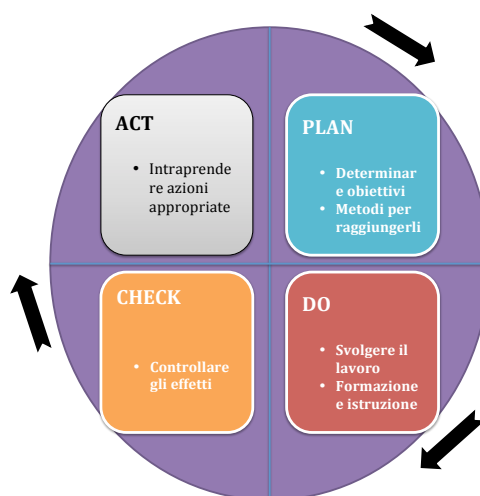 ACT
• Intraprende
re azioni
appropriate
PLAN
• Determinar
e obiettivi
• Metodi per
raggiungerli
CHECK
• Controllare
gli effetti
DO
• Svolgere il
lavoro
• Formazione
e istruzione